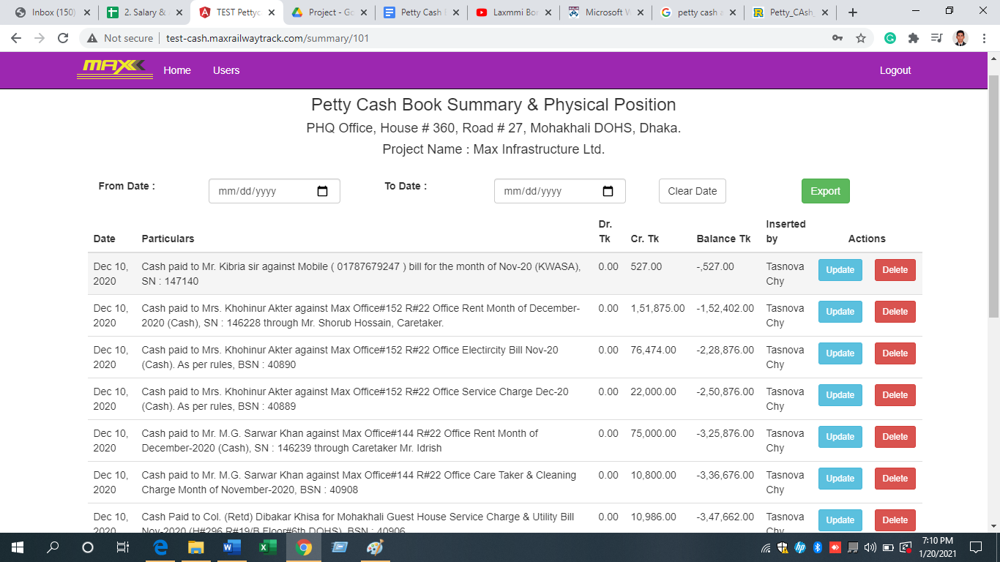 Inbox (150)
2. Salary &
TEST Pettyc
Project - Go
Petty Cash
Laxmmi Bo
Microsoft W
petty cash a
Petty_CAsh_
Not secure
test-cash.maxrailwaytrack.com/summary/101
MAX
Home
Users
Logout
Petty Cash Book Summary & Physical Position
PHQ Office, House # 360, Road # 27, Mohakhali DOHS, Dhaka.
Project Name : Max Infrastructure Ltd.
From Date :
mm/dd/yyyy
To Date :
mm/dd/yyyy
Clear Date
Export
Date
Particulars
Dr.
Tk
Cr. Tk
Balance Tk
Inserted
by
Actions
Dec 10,
2020
Cash paid to Mr. Kibria sir against Mobile ( 01787679247 ) bill for the month of Nov-20 (KWASA),
SN : 147140
0.00
527.00
-,527.00
Tasnova
Chy
Update
Delete
Dec 10,
2020
Cash paid to Mrs. Khohinur Akter against Max Office#152 R#22 Office Rent Month of December-
2020 (Cash), SN : 146228 through Mr. Shorub Hossain, Caretaker.
0.00
1,51,875.00
-1,52,402.00
Tasnova
Chy
Update
Delete
Dec 10,
2020
Cash paid to Mrs. Khohinur Akter against Max Office#152 R#22 Office Electircity Bill Nov-20
(Cash). As per rules, BSN : 40890
0.00
76,474.00
-2,28,876.00
Tasnova
Chy
Update
Delete
Dec 10,
2020
Cash paid to Mrs. Khohinur Akter against Max Office#152 R#22 Office Service Charge Dec-20
(Cash). As per rules, BSN : 40889
0.00
22,000.00
-2,50,876.00
Tasnova
Chy
Update
Delete
Dec 10,
2020
Cash paid to Mr. M.G. Sarwar Khan against Max Office#144 R#22 Office Rent Month of
December-2020 (Cash), SN : 146239 through Caretaker Mr. Idrish
0.00
75,000.00
-3,25,876.00
Tasnova
Chy
Update
Delete
Dec 10,
2020
Cash paid to Mr. M.G. Sarwar Khan against Max Office#144 R#22 Office Care Taker & Cleaning
Charge Month of November-2020, BSN : 40908
0.00
10,800.00
-3,36,676.00
Tasnova
Chy
Update
Delete
Dec 10,
2020
Cash Paid to Col. (Retd) Dibakar Khisa for Mohakhali Guest House Service Charge & Utility Bill
Nov-2020 (H#296 R#19/B Floor#6th DOHS), BSN : 40906
0.00
10,986.00
-3,47,662.00
Tasnova
Chy
Update
Delete
7:10 PM
1/20/2021